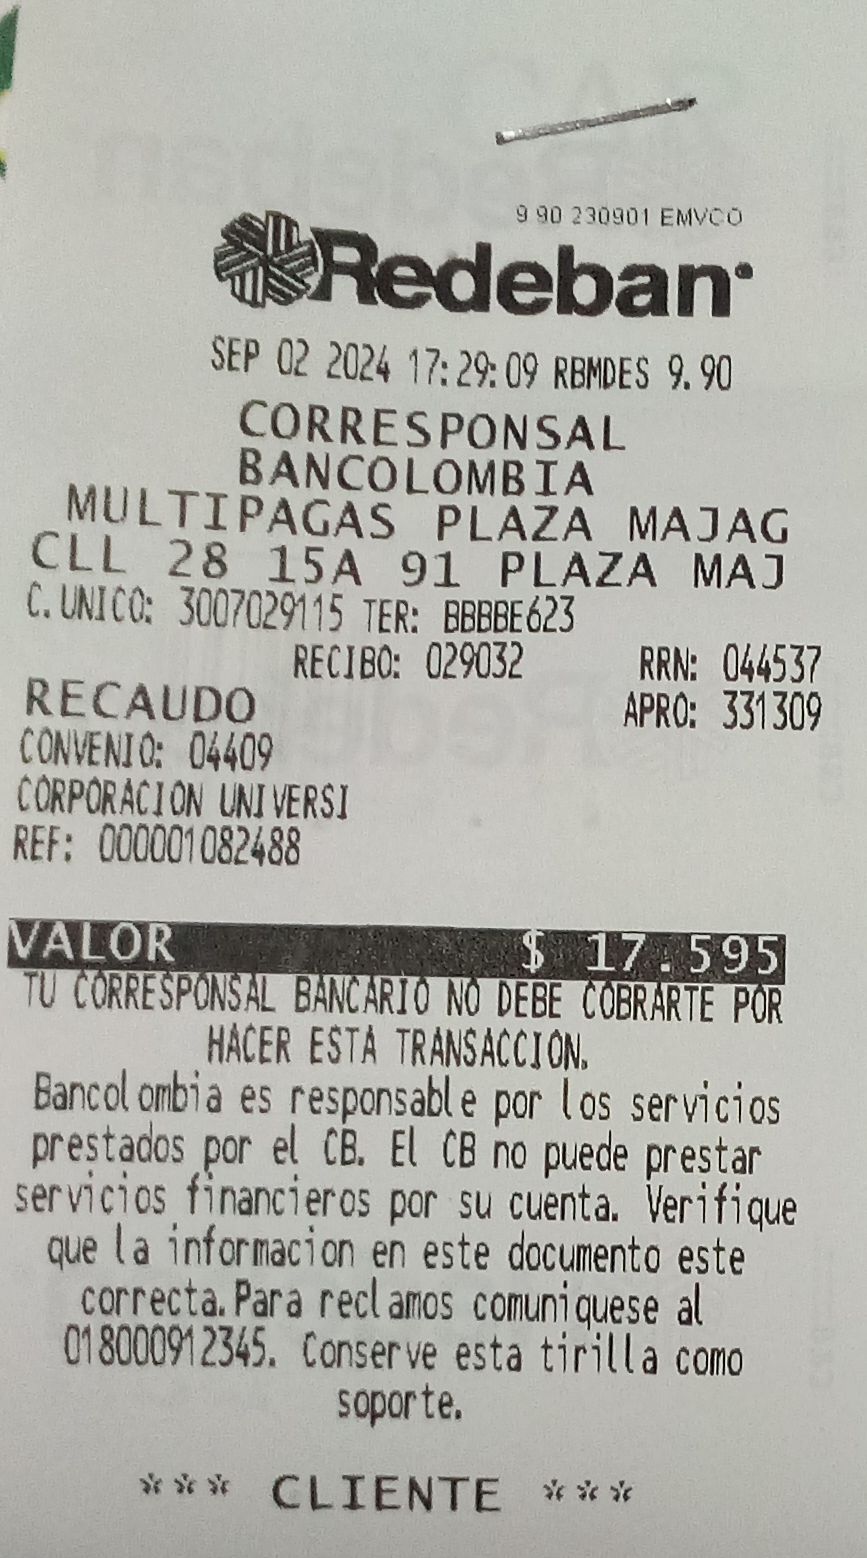 9 90 230901 EMVCO
Redeban
SEP 02 2024 17:29:09 RBMDES 9.90
CORRESPONSAL
BANCOLOMBIA
MULTIPAGAS PLAZA MAJAG
CLL 28 15A 91 PLAZA MAJ
C.UNICO: 3007029115 TER: BBBBE623
RECIBO: 029032 RRN: 044537
RECAUDO APRO: 331309
CONVENIO: 04409
CORPORACION UNIVERSI
REF: 000001082488
VALOR $ 17.595
TU CORRESPONSAL BANCARIO NO DEBE COBRARTE POR
HACER ESTA TRANSACCION.
Bancolombia es responsable por los servicios
prestados por el CB. El CB no puede prestar
servicios financieros por su cuenta. Verifique
que la informacion en este documento este
correcta.Para reclamos comuniquese al
018000912345. Conserve esta tirilla como
soporte.
*** CLIENTE ***